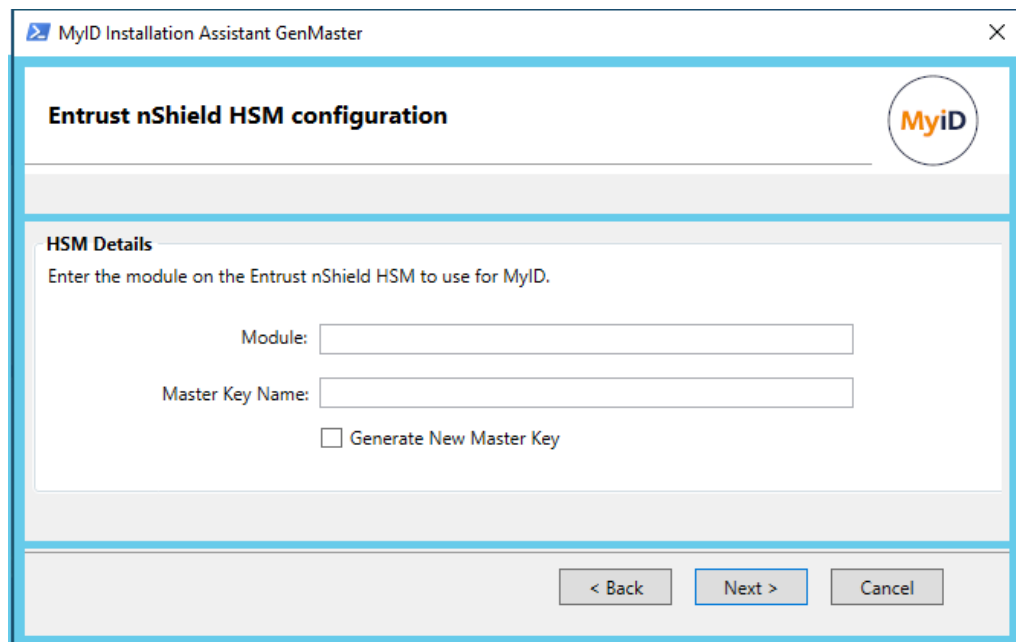 MyID Installation Assistant GenMaster
Entrust nShield HSM configuration
MyiD
HSM Details
Enter the module on the Entrust nShield HSM to use for MyID.
Module:
Master Key Name:
Generate New Master Key
< Back Next > Cancel